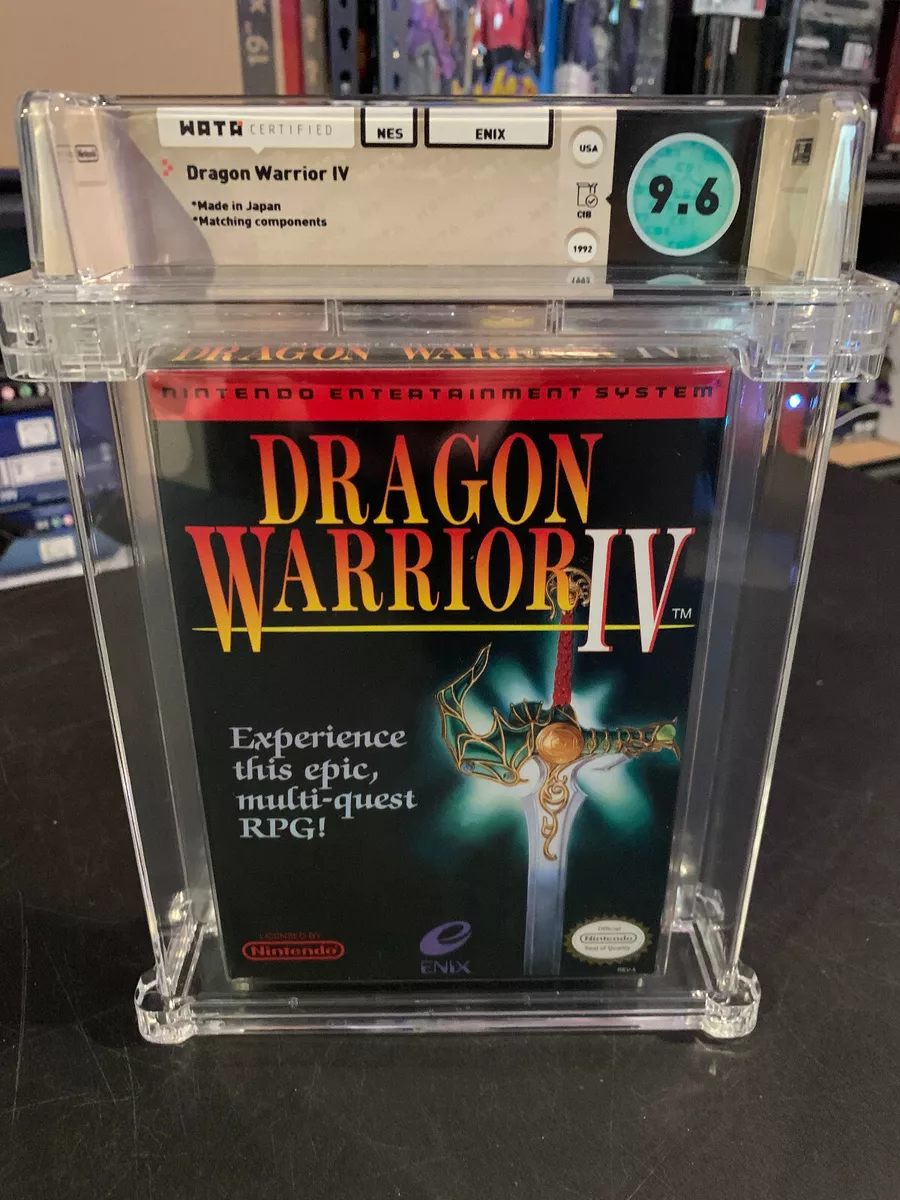 WATA CERTIFIED
NES
ENIX
USA
Dragon Warrior IV
*Made in Japan
*Matching components
CIB
9.6
1992
DRAGON WARRIOR IV
NINTENDO ENTERTAINMENT SYSTEM®
DRAGON
WARRIOR IV
TM
Experience
this epic,
multi-quest
RPG!
LICENSED BY
Nintendo
ENIX
Official
Nintendo
Seal of Quality
REV-A